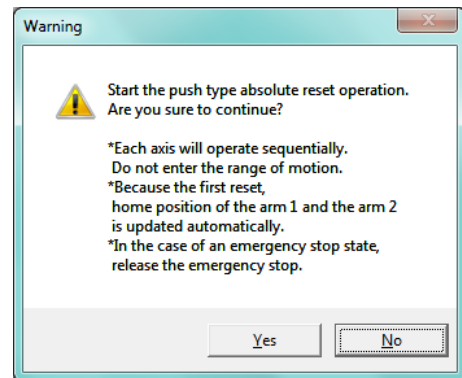 Warning
Start the push type absolute reset operation.
Are you sure to continue?
*Each axis will operate sequentially.
Do not enter the range of motion.
*Because the first reset,
home position of the arm 1 and the arm 2
is updated automatically.
*In the case of an emergency stop state,
release the emergency stop.
Yes
No